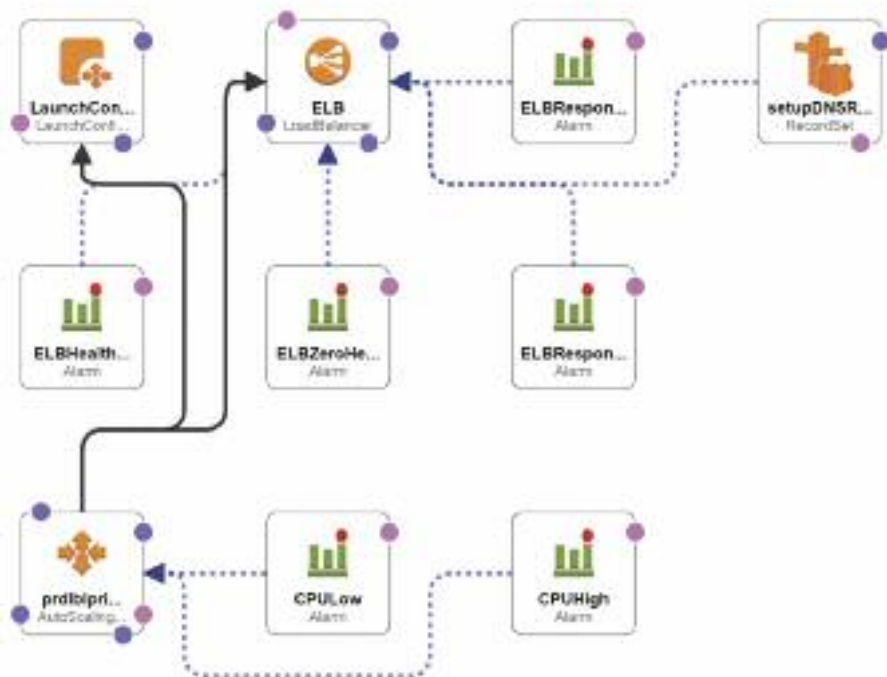 LaunchCon...
LaunchConfi...
ELB
LoadBalancer
ELBRespon...
Alarm
setupDNSR...
RecordSet
ELBHealth...
Alarm
ELBZeroHe...
Alarm
ELBRespon...
Alarm
prdlblpri...
AutoScaling...
CPULow
Alarm
CPUHigh
Alarm